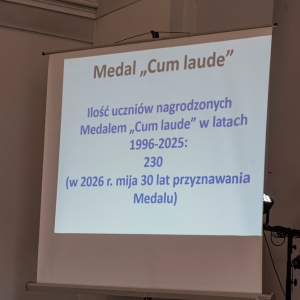 Medal „Cum laude”
Ilość uczniów nagrodzonych
Medalem „Cum laude” w latach
1996-2025:
230
(w 2026 r. mija 30 lat przyznawania
Medalu)